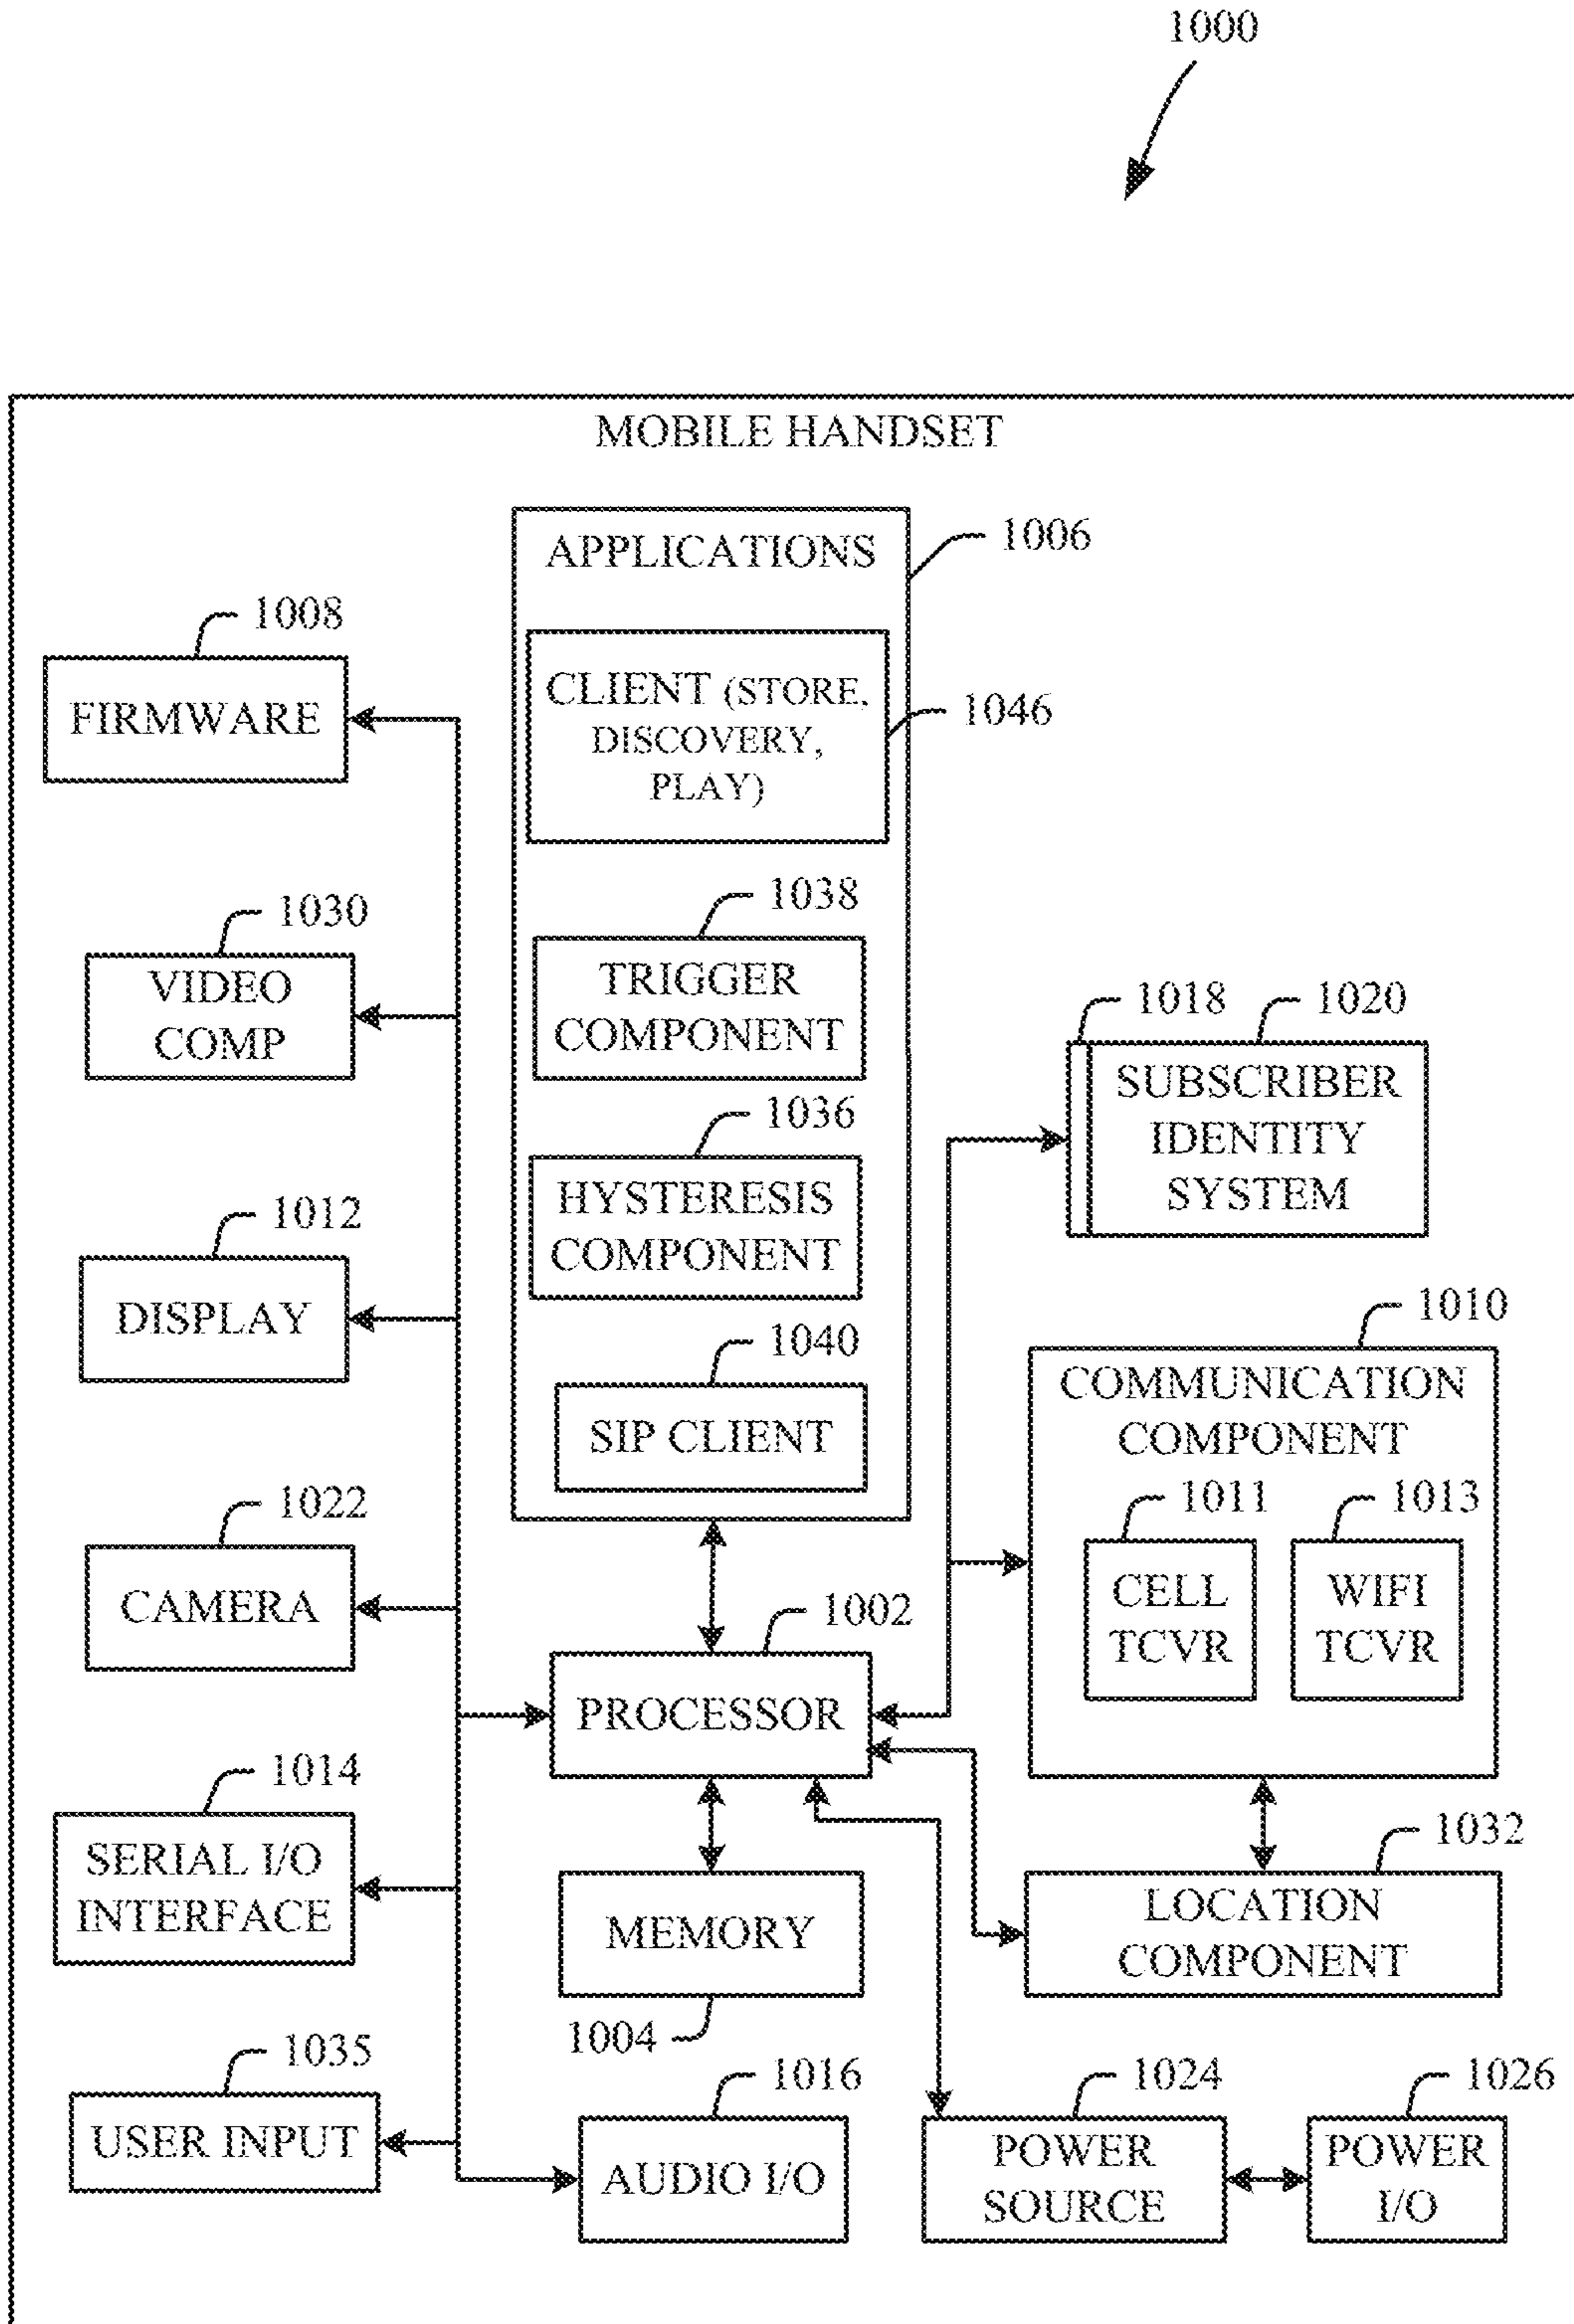 1000
MOBILE HANDSET
APPLICATIONS
1006
CLIENT (STORE,
DISCOVERY,
PLAY)
1046
1008
FIRMWARE
1038
TRIGGER
COMPONENT
1030
VIDEO
COMP
1018
1020
SUBSCRIBER
IDENTITY
SYSTEM
1036
HYSTERESIS
COMPONENT
1012
DISPLAY
1040
SIP CLIENT
1010
COMMUNICATION
COMPONENT
1011
CELL
TCVR
1013
WIFI
TCVR
1022
CAMERA
1002
PROCESSOR
1014
SERIAL I/O
INTERFACE
MEMORY
1004
1032
LOCATION
COMPONENT
1035
USER INPUT
1016
AUDIO I/O
1024
POWER
SOURCE
1026
POWER
I/O